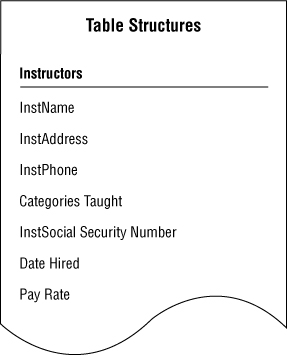 Table Structures
Instructors
InstName
InstAddress
InstPhone
Categories Taught
InstSocial Security Number
Date Hired
Pay Rate